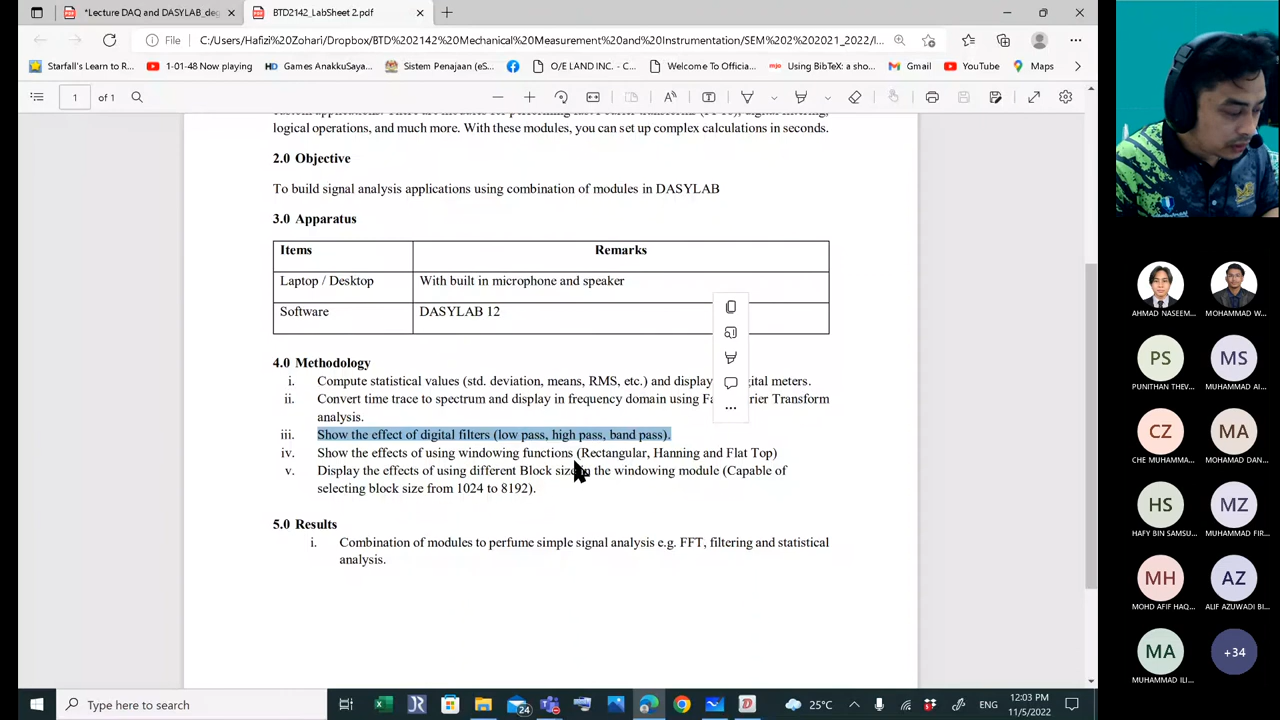 *Lecture DAQ and DASYLAB_deg
BTD2142_LabSheet 2.pdf
File
C:/Users/Hafizi%20Zohari/Dropbox/BTD%202142%20Mechanical%20Measurement%20and%20Instrumentation/SEM%202%202021_2022/l...
Starfall's Learn to R...
1-01-48 Now playing
HD Games AnakkuSaya...
Sistem Penajaan (eS...
O/E LAND INC. - C...
Welcome To Officia...
mjo Using BibTeX: a sho...
Gmail
YouTube
Maps
1 of 1
logical operations, and much more. With these modules, you can set up complex calculations in seconds.
2.0 Objective
To build signal analysis applications using combination of modules in DASYLAB
3.0 Apparatus
Items Remarks
Laptop / Desktop With built in microphone and speaker
Software DASYLAB 12
4.0 Methodology
i. Compute statistical values (std. deviation, means, RMS, etc.) and display gital meters.
ii. Convert time trace to spectrum and display in frequency domain using Fa rier Transform
analysis.
iii. Show the effect of digital filters (low pass, high pass, band pass).
iv. Show the effects of using windowing functions (Rectangular, Hanning and Flat Top)
v. Display the effects of using different Block size in the windowing module (Capable of
selecting block size from 1024 to 8192).
5.0 Results
i. Combination of modules to perfume simple signal analysis e.g. FFT, filtering and statistical
analysis.
AHMAD NASEEM...
MOHAMMAD W...
PS
PUNITHAN THEV...
MS
MUHAMMAD AI...
CZ
CHE MUHAMMA...
MA
MOHAMAD DAN...
HS
HAFY BIN SAMSU...
MZ
MUHAMMAD FIR...
MH
MOHD AFIF HAQ...
AZ
ALIF AZUWADI BI...
MA
MUHAMMAD ILI...
+34
Type here to search
24
25°C
ENG
12:03 PM
11/5/2022